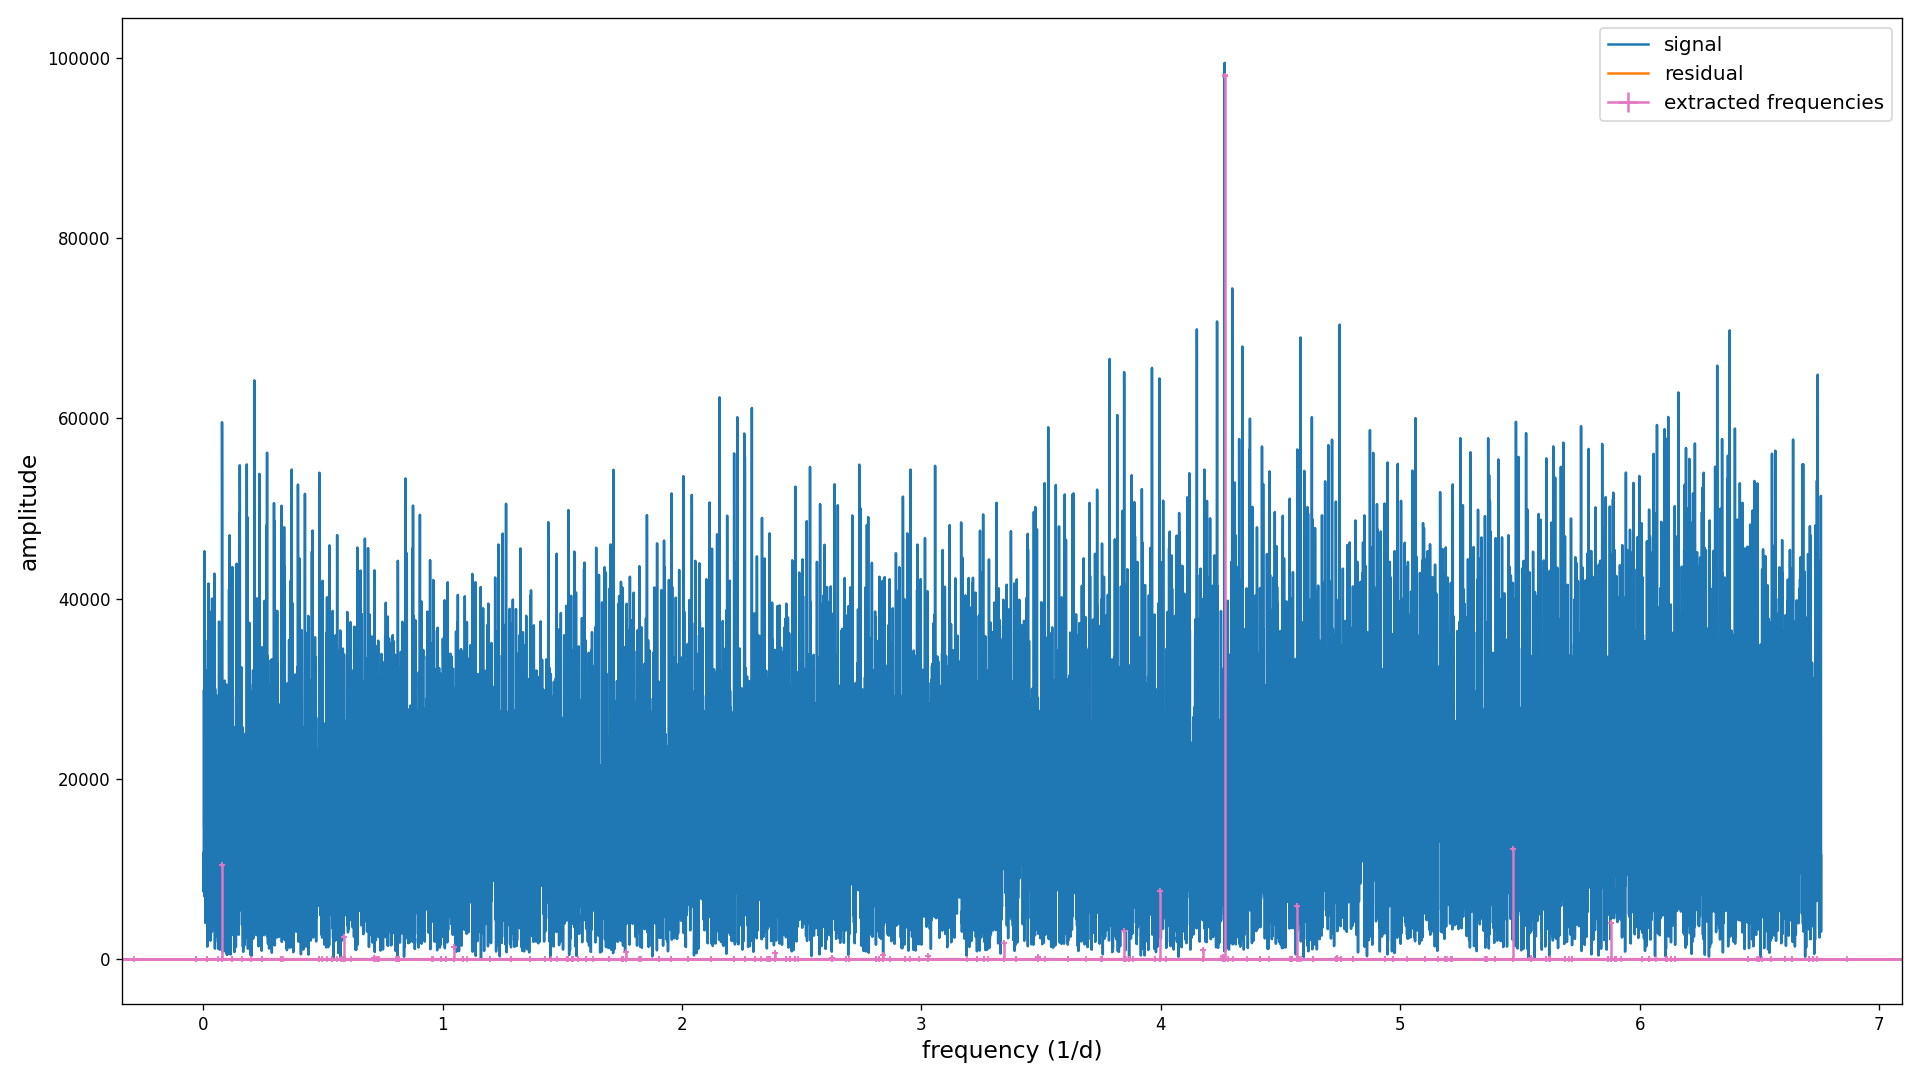 signal
residual
extracted frequencies
100000
80000
60000
40000
20000
0
amplitude
0 1 2 3 4 5 6 7
frequency (1/d)